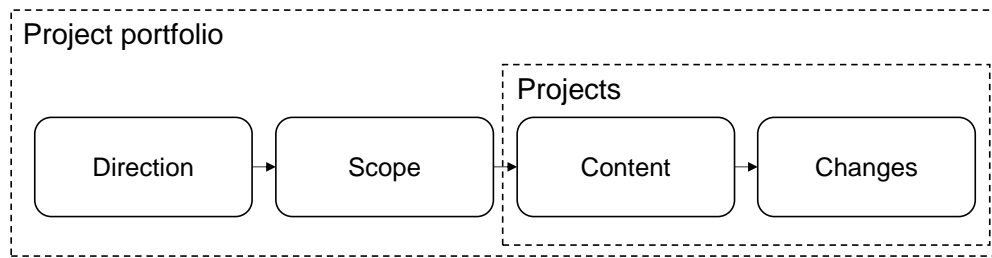 Project portfolio
Projects
Direction
Scope
Content
Changes